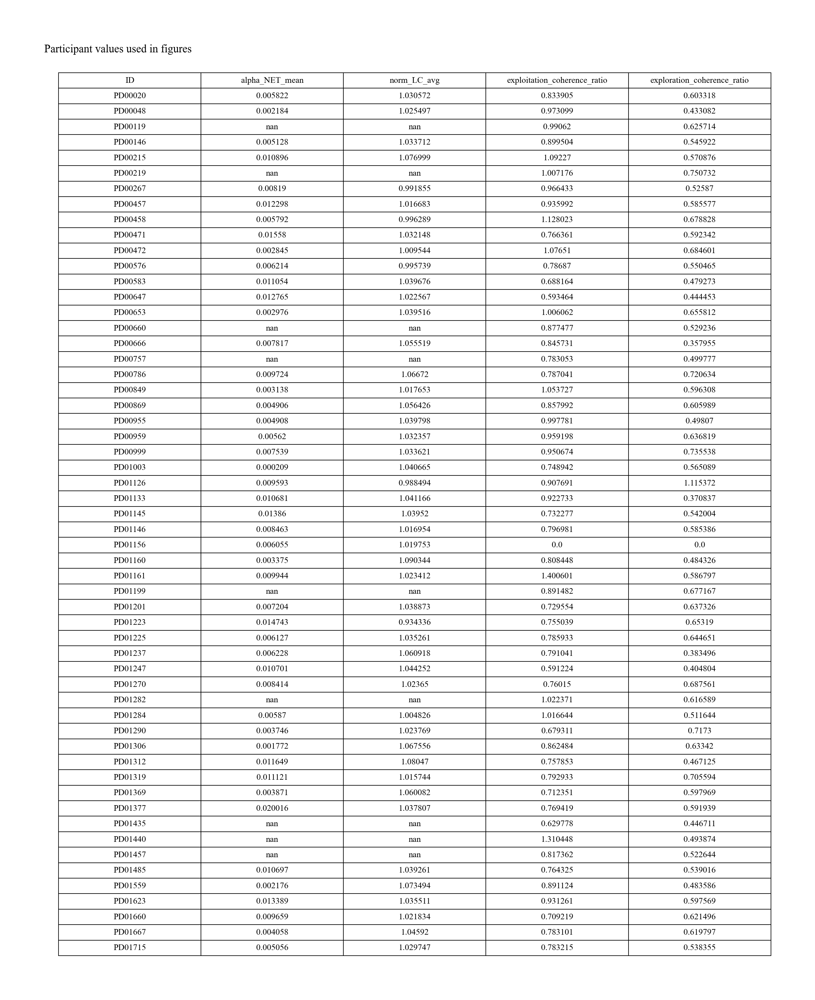 Participant values used in figures
ID alpha_NET_mean norm_LC_avg exploitation_coherence_ratio exploration_coherence_ratio
PD00020 0.005822 1.030572 0.833905 0.603318
PD00048 0.002184 1.025497 0.973099 0.433082
PD00119 nan nan 0.99062 0.625714
PD00146 0.005128 1.033712 0.899504 0.545922
PD00215 0.010896 1.076999 1.09227 0.570876
PD00219 nan nan 1.007176 0.750732
PD00267 0.00819 0.991855 0.966433 0.52587
PD00457 0.012298 1.016683 0.935992 0.585577
PD00458 0.005792 0.996289 1.128023 0.678828
PD00471 0.01558 1.032148 0.766361 0.592342
PD00472 0.002845 1.009544 1.07651 0.684601
PD00576 0.006214 0.995739 0.78687 0.550465
PD00583 0.011054 1.039676 0.688164 0.479273
PD00647 0.012765 1.022567 0.593464 0.444453
PD00653 0.002976 1.039516 1.006062 0.655812
PD00660 nan nan 0.877477 0.529236
PD00666 0.007817 1.055519 0.845731 0.357955
PD00757 nan nan 0.783053 0.499777
PD00786 0.009724 1.06672 0.787041 0.720634
PD00849 0.003138 1.017653 1.053727 0.596308
PD00869 0.004906 1.056426 0.857992 0.605989
PD00955 0.004908 1.039798 0.997781 0.49807
PD00959 0.00562 1.032357 0.959198 0.636819
PD00999 0.007539 1.033621 0.950674 0.735538
PD01003 0.000209 1.040665 0.748942 0.565089
PD01126 0.009593 0.988494 0.907691 1.115372
PD01133 0.010681 1.041166 0.922733 0.370837
PD01145 0.01386 1.03952 0.732277 0.542004
PD01146 0.008463 1.016954 0.796981 0.585386
PD01156 0.006055 1.019753 0.0 0.0
PD01160 0.003375 1.090344 0.808448 0.484326
PD01161 0.009944 1.023412 1.400601 0.586797
PD01199 nan nan 0.891482 0.677167
PD01201 0.007204 1.038873 0.729554 0.637326
PD01223 0.014743 0.934336 0.755039 0.65319
PD01225 0.006127 1.035261 0.785933 0.644651
PD01237 0.006228 1.060918 0.791041 0.383496
PD01247 0.010701 1.044252 0.591224 0.404804
PD01270 0.008414 1.02365 0.76015 0.687561
PD01282 nan nan 1.022371 0.616589
PD01284 0.00587 1.004826 1.016644 0.511644
PD01290 0.003746 1.023769 0.679311 0.7173
PD01306 0.001772 1.067556 0.862484 0.63342
PD01312 0.011649 1.08047 0.757853 0.467125
PD01319 0.011121 1.015744 0.792933 0.705594
PD01369 0.003871 1.060082 0.712351 0.597969
PD01377 0.020016 1.037807 0.769419 0.591939
PD01435 nan nan 0.629778 0.446711
PD01440 nan nan 1.310448 0.493874
PD01457 nan nan 0.817362 0.522644
PD01485 0.010697 1.039261 0.764325 0.539016
PD01559 0.002176 1.073494 0.891124 0.483586
PD01623 0.013389 1.035511 0.931261 0.597569
PD01660 0.009659 1.021834 0.709219 0.621496
PD01667 0.004058 1.04592 0.783101 0.619797
PD01715 0.005056 1.029747 0.783215 0.538355